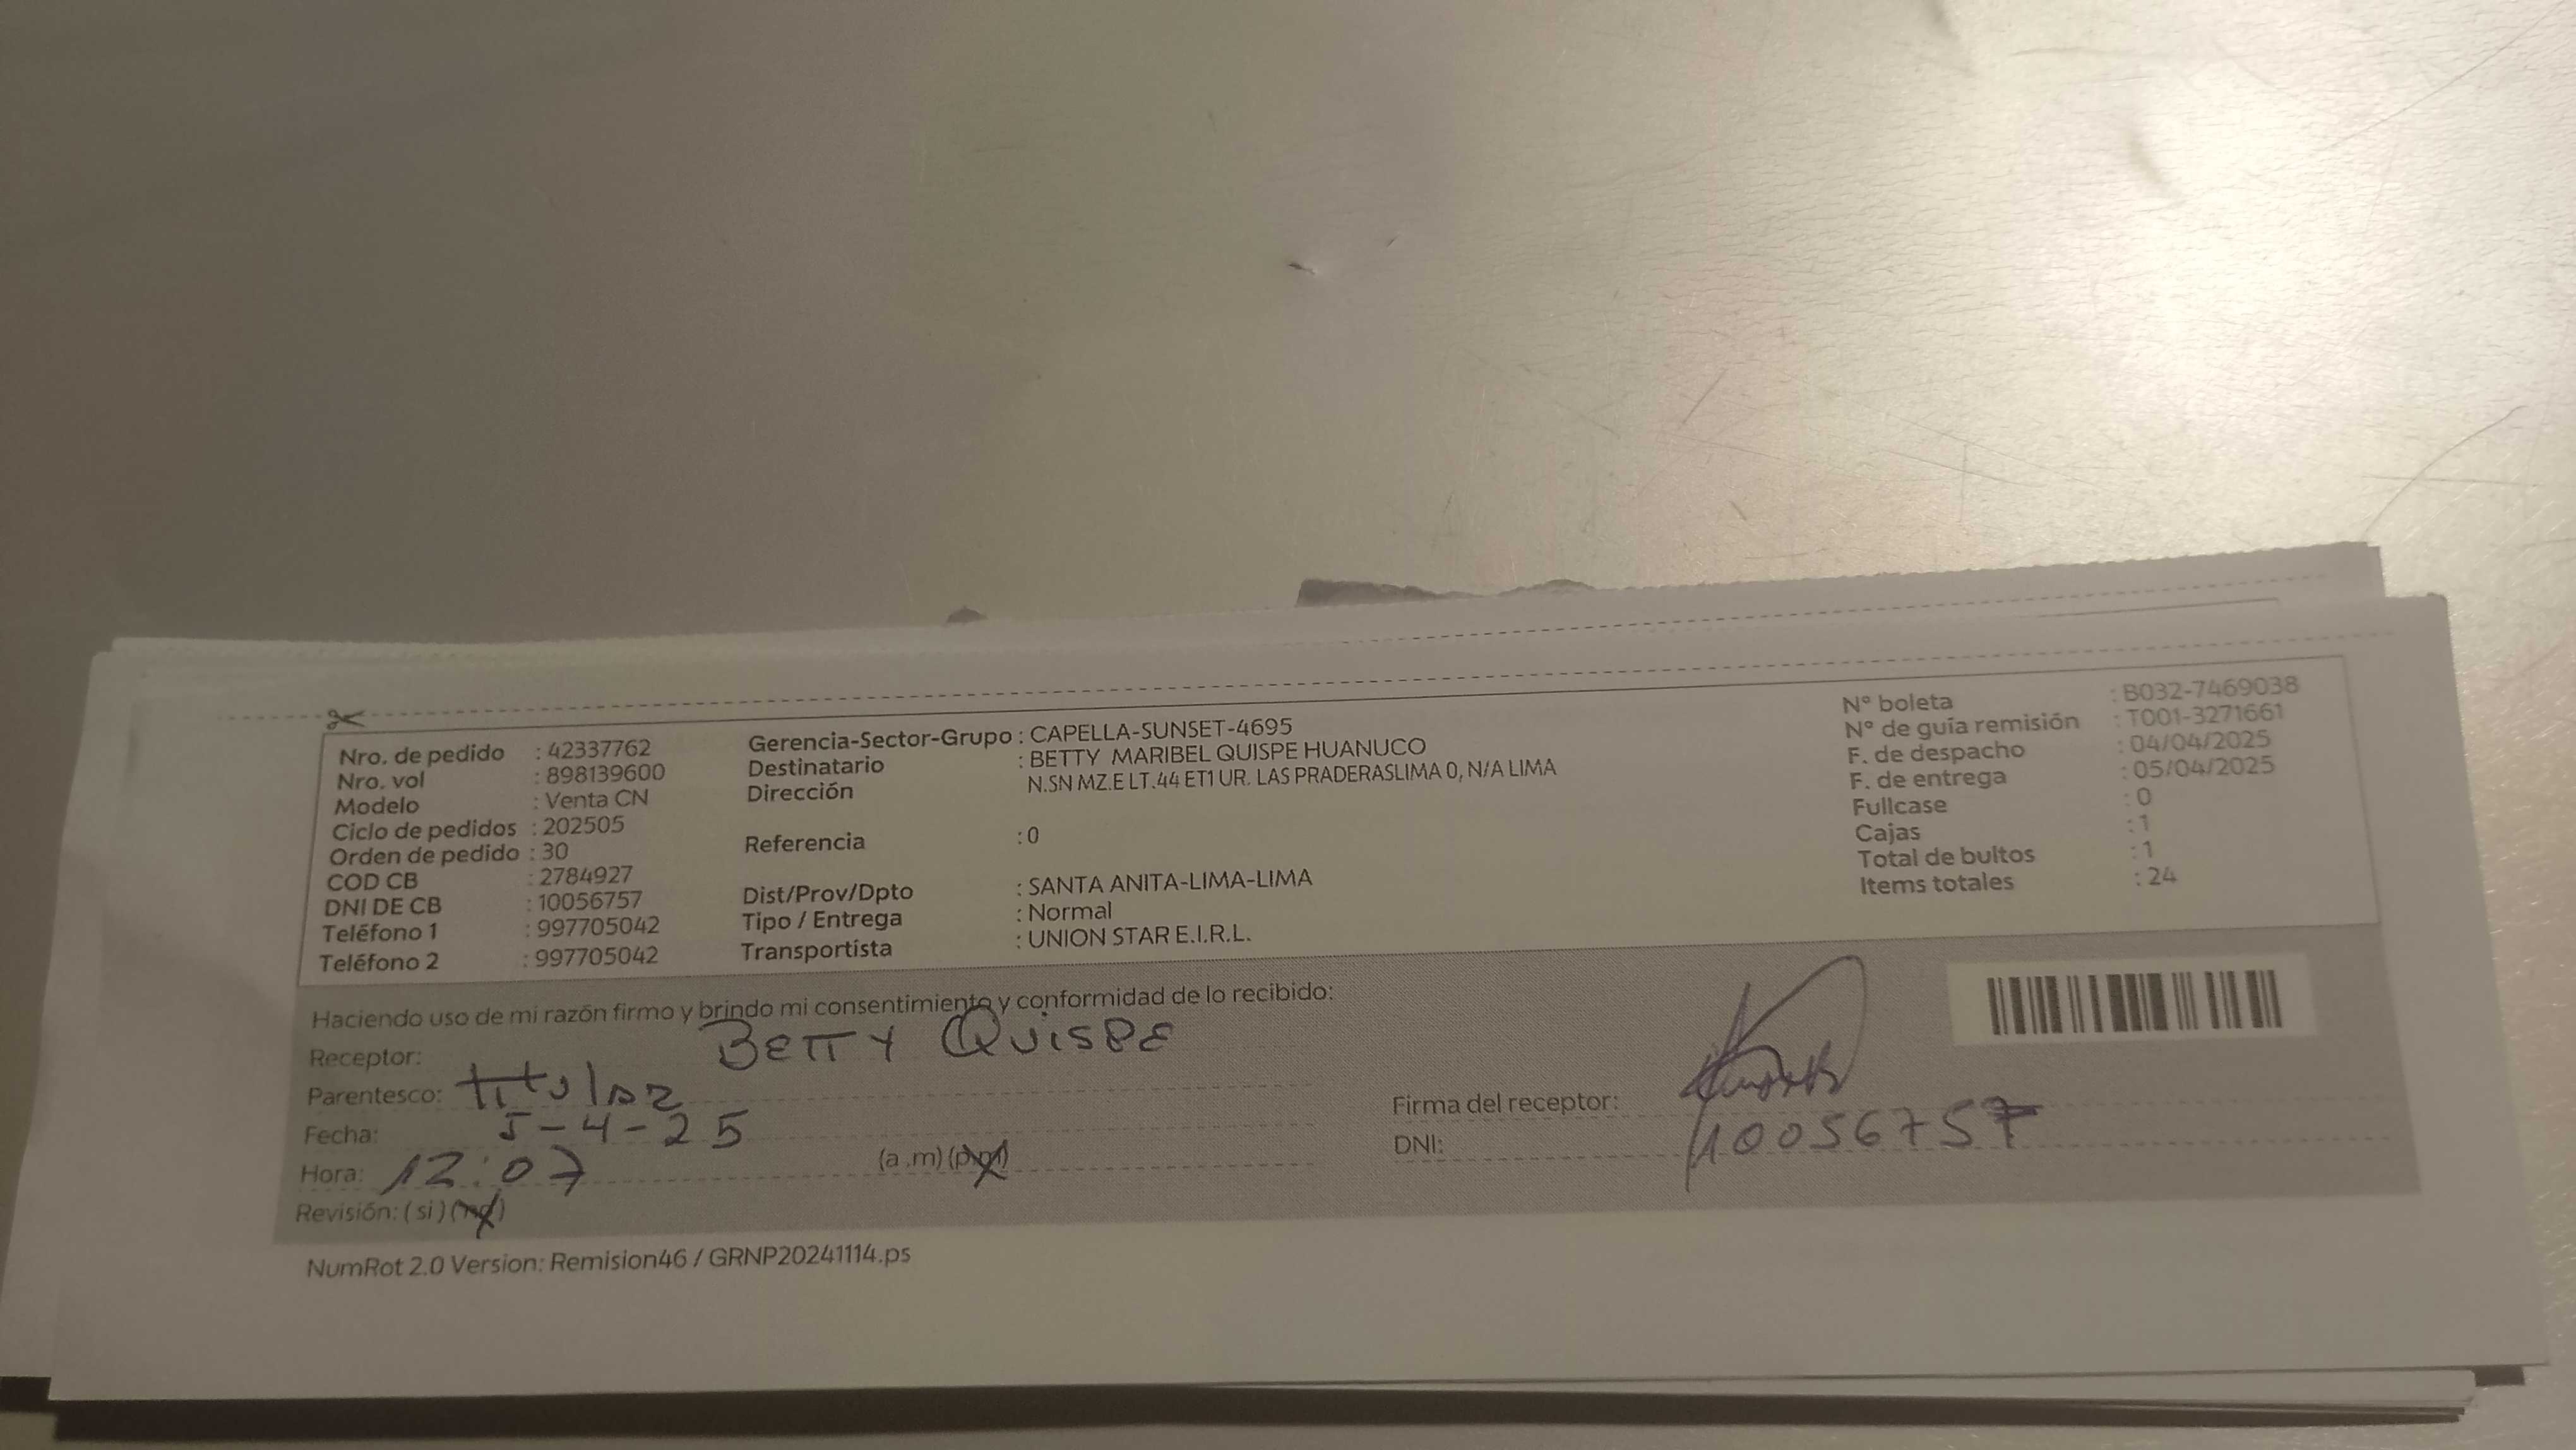 Nro. de pedido : 42337762
Nro. vol : 898139600
Modelo : Venta CN
Ciclo de pedidos : 202505
Orden de pedido : 30
COD CB : 2784927
DNI DE CB : 10056757
Teléfono 1 : 997705042
Teléfono 2 : 997705042
Gerencia-Sector-Grupo : CAPELLA-SUNSET-4695
Destinatario : BETTY MARIBEL QUISPE HUANUCO
Dirección N.SN MZ.E LT.44 ET1 UR. LAS PRADERASLIMA 0, N/A LIMA
Referencia : 0
Dist/Prov/Dpto : SANTA ANITA-LIMA-LIMA
Tipo / Entrega : Normal
Transportista : UNION STAR E.I.R.L.
N° boleta : B032-7469038
N° de guía remisión : T001-3271661
F. de despacho : 04/04/2025
F. de entrega : 05/04/2025
Fullcase : 0
Cajas : 1
Total de bultos : 1
Items totales : 24
Haciendo uso de mi razón firmo y brindo mi consentimiento y conformidad de lo recibido:
Receptor: BETTY QUISPE
Parentesco: titular
Fecha: 5-4-25
Hora: 12:07 (a .m) (p.m)
Revisión: ( si ) (no)
Firma del receptor:
DNI: 10056757
NumRot 2.0 Version: Remision46 / GRNP20241114.ps